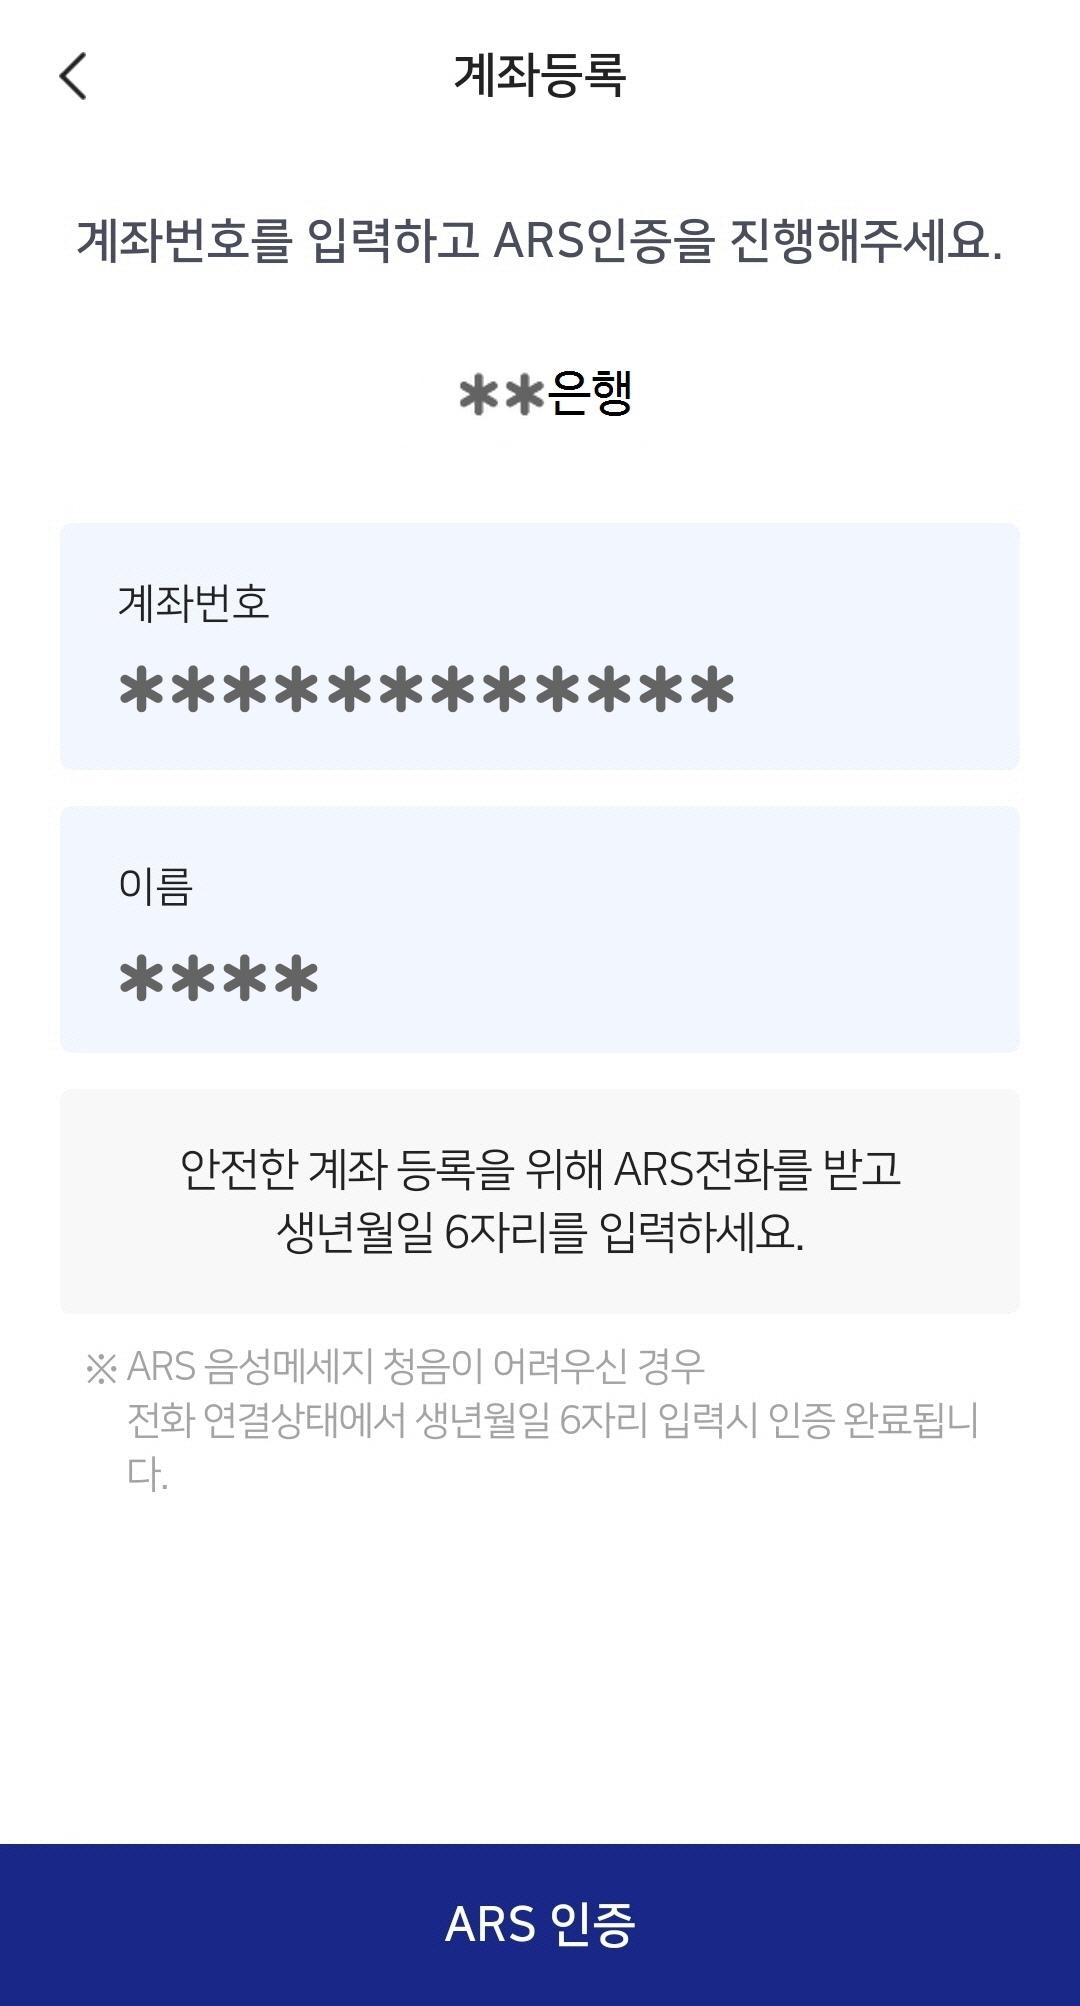 계좌등록
계좌번호를 입력하고 ARS인증을 진행해주세요.
**은행
계좌번호
************
이름
****
안전한 계좌 등록을 위해 ARS전화를 받고
생년월일 6자리를 입력하세요.
※ ARS 음성메세지 청음이 어려우신 경우
전화 연결상태에서 생년월일 6자리 입력시 인증 완료됩니
다.
ARS 인증